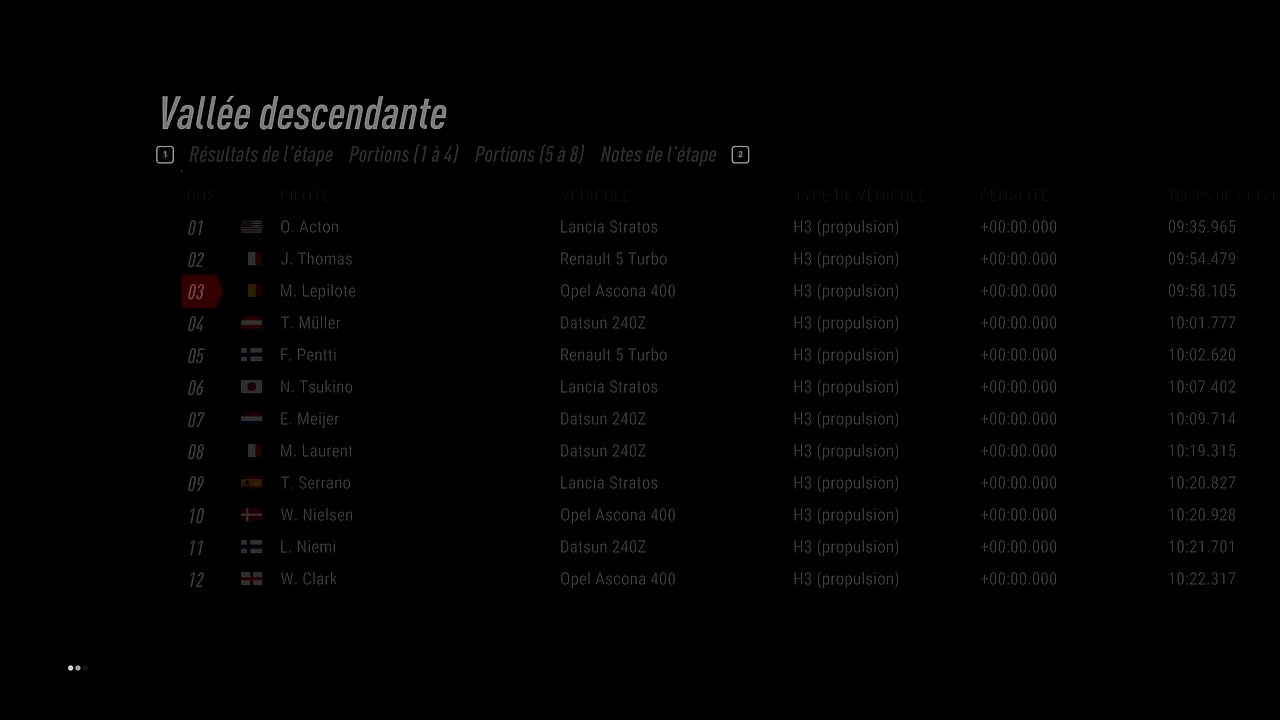 Vallée descendante
1 Résultats de l'étape Portions (1 à 4) Portions (5 à 8) Notes de l'étape 2
POS PILOTE VÉHICULE TYPE DE VÉHICULE PÉNALITÉ TEMPS DE L'ÉTAPE
01 O. Acton Lancia Stratos H3 (propulsion) +00:00.000 09:35.965
02 J. Thomas Renault 5 Turbo H3 (propulsion) +00:00.000 09:54.479
03 M. Lepilote Opel Ascona 400 H3 (propulsion) +00:00.000 09:58.105
04 T. Müller Datsun 240Z H3 (propulsion) +00:00.000 10:01.777
05 F. Pentti Renault 5 Turbo H3 (propulsion) +00:00.000 10:02.620
06 N. Tsukino Lancia Stratos H3 (propulsion) +00:00.000 10:07.402
07 E. Meijer Datsun 240Z H3 (propulsion) +00:00.000 10:09.714
08 M. Laurent Datsun 240Z H3 (propulsion) +00:00.000 10:19.315
09 T. Serrano Lancia Stratos H3 (propulsion) +00:00.000 10:20.827
10 W. Nielsen Opel Ascona 400 H3 (propulsion) +00:00.000 10:20.928
11 L. Niemi Datsun 240Z H3 (propulsion) +00:00.000 10:21.701
12 W. Clark Opel Ascona 400 H3 (propulsion) +00:00.000 10:22.317